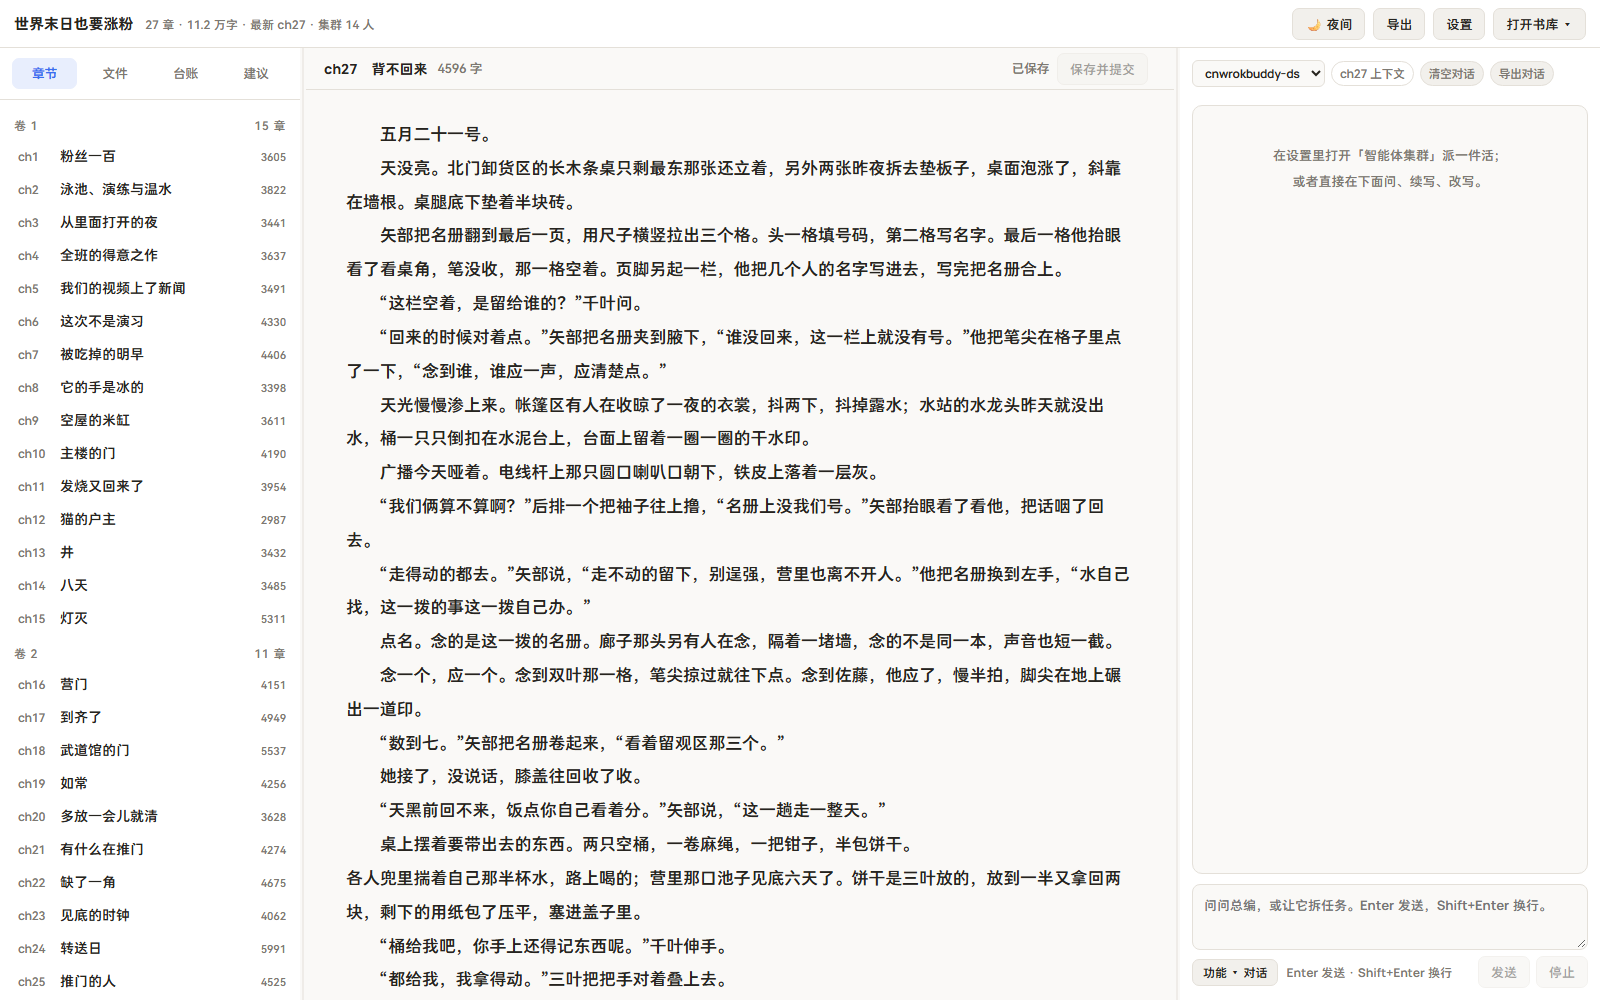 世界末日也要涨粉 27 章 · 11.2 万字 · 最新 ch27 · 集群 14 人
🌙 夜间 导出 设置 打开书库 ▾
章节 文件 台账 建议
卷 1 15 章
ch1 粉丝一百 3605
ch2 泳池、演练与温水 3822
ch3 从里面打开的夜 3441
ch4 全班的得意之作 3637
ch5 我们的视频上了新闻 3491
ch6 这次不是演习 4330
ch7 被吃掉的明早 4406
ch8 它的手是冰的 3398
ch9 空屋的米缸 3611
ch10 主楼的门 4190
ch11 发烧又回来了 3954
ch12 猫的户主 2987
ch13 井 3432
ch14 八天 3485
ch15 灯灭 5311
卷 2 11 章
ch16 营门 4151
ch17 到齐了 4949
ch18 武道馆的门 5537
ch19 如常 4256
ch20 多放一会儿就清 3628
ch21 有什么在推门 4274
ch22 缺了一角 4675
ch23 见底的时钟 4062
ch24 转送日 5991
ch25 推门的人 4525
ch27 背不回来 4596 字 已保存 保存并提交
五月二十一号。
天没亮。北门卸货区的长木条桌只剩最东那张还立着，另外两张昨夜拆去垫板子，桌面泡涨了，斜靠
在墙根。桌腿底下垫着半块砖。
矢部把名册翻到最后一页，用尺子横竖拉出三个格。头一格填号码，第二格写名字。最后一格他抬眼
看了看桌角，笔没收，那一格空着。页脚另起一栏，他把几个人的名字写进去，写完把名册合上。
“这栏空着，是留给谁的？”千叶问。
“回来的时候对着点。”矢部把名册夹到腋下，“谁没回来，这一栏上就没有号。”他把笔尖在格子里点
了一下，“念到谁，谁应一声，应清楚点。”
天光慢慢渗上来。帐篷区有人在收晾了一夜的衣裳，抖两下，抖掉露水；水站的水龙头昨天就没出
水，桶一只只倒扣在水泥台上，台面上留着一圈一圈的干水印。
广播今天哑着。电线杆上那只圆口喇叭口朝下，铁皮上落着一层灰。
“我们俩算不算啊？”后排一个把袖子往上撸，“名册上没我们号。”矢部抬眼看了看他，把话咽了回
去。
“走得动的都去。”矢部说，“走不动的留下，别逞强，营里也离不开人。”他把名册换到左手，“水自己
找，这一拨的事这一拨自己办。”
点名。念的是这一拨的名册。廊子那头另有人在念，隔着一堵墙，念的不是同一本，声音也短一截。
念一个，应一个。念到双叶那一格，笔尖掠过就往下点。念到佐藤，他应了，慢半拍，脚尖在地上碾
出一道印。
“数到七。”矢部把名册卷起来，“看着留观区那三个。”
她接了，没说话，膝盖往回收了收。
“天黑前回不来，饭点你自己看着分。”矢部说，“这一趟走一整天。”
桌上摆着要带出去的东西。两只空桶，一卷麻绳，一把钳子，半包饼干。
各人兜里揣着自己那半杯水，路上喝的；营里那口池子见底六天了。饼干是三叶放的，放到一半又拿回两
块，剩下的用纸包了压平，塞进盖子里。
“桶给我吧，你手上还得记东西呢。”千叶伸手。
“都给我，我拿得动。”三叶把把手对着叠上去。
cnwrokbuddy-ds ch27 上下文 清空对话 导出对话
在设置里打开「智能体集群」派一件活；
或者直接在下面问、续写、改写。
问问总编，或让它拆任务。Enter 发送，Shift+Enter 换行。
功能 ▾ 对话 Enter 发送 · Shift+Enter 换行 发送 停止